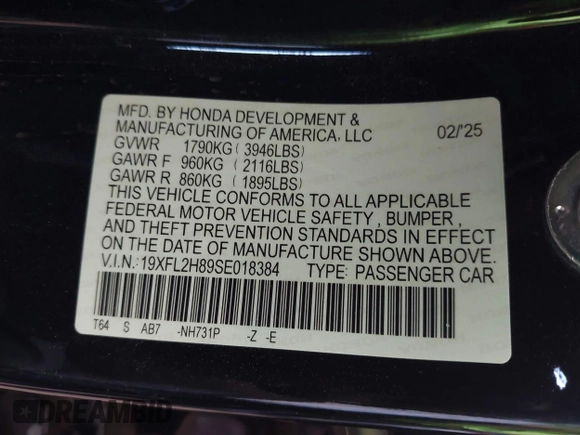 MFD. BY HONDA DEVELOPMENT &
MANUFACTURING OF AMERICA, LLC 02/'25
GVWR 1790KG (3946LBS)
GAWR F 960KG (2116LBS)
GAWR R 860KG (1895LBS)
THIS VEHICLE CONFORMS TO ALL APPLICABLE
FEDERAL MOTOR VEHICLE SAFETY, BUMPER,
AND THEFT PREVENTION STANDARDS IN EFFECT
ON THE DATE OF MANUFACTURE SHOWN ABOVE.
V.I.N.:19XFL2H89SE018384 TYPE: PASSENGER CAR
T64 S AB7 -NH731P -Z -E
DREAMBID